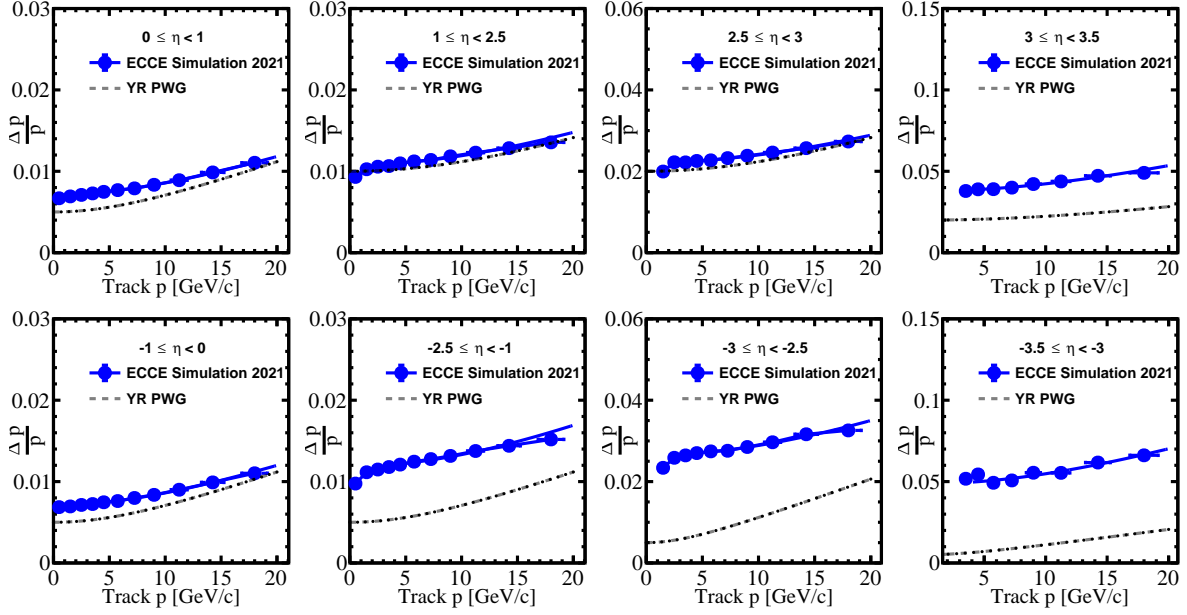 0.03
0.02
0.01
0
Δ p
p
0 ≤ η < 1
ECCE Simulation 2021
YR PWG
0 5 10 15 20
Track p [GeV/c]
0.03
0.02
0.01
0
Δ p
p
1 ≤ η < 2.5
ECCE Simulation 2021
YR PWG
0 5 10 15 20
Track p [GeV/c]
0.06
0.04
0.02
0
Δ p
p
2.5 ≤ η < 3
ECCE Simulation 2021
YR PWG
0 5 10 15 20
Track p [GeV/c]
0.15
0.1
0.05
0
Δ p
p
3 ≤ η < 3.5
ECCE Simulation 2021
YR PWG
5 10 15 20
Track p [GeV/c]
0.03
0.02
0.01
0
Δ p
p
-1 ≤ η < 0
ECCE Simulation 2021
YR PWG
0 5 10 15 20
Track p [GeV/c]
0.03
0.02
0.01
0
Δ p
p
-2.5 ≤ η < -1
ECCE Simulation 2021
YR PWG
0 5 10 15 20
Track p [GeV/c]
0.06
0.04
0.02
0
Δ p
p
-3 ≤ η < -2.5
ECCE Simulation 2021
YR PWG
0 5 10 15 20
Track p [GeV/c]
0.15
0.1
0.05
0
Δ p
p
-3.5 ≤ η < -3
ECCE Simulation 2021
YR PWG
5 10 15 20
Track p [GeV/c]